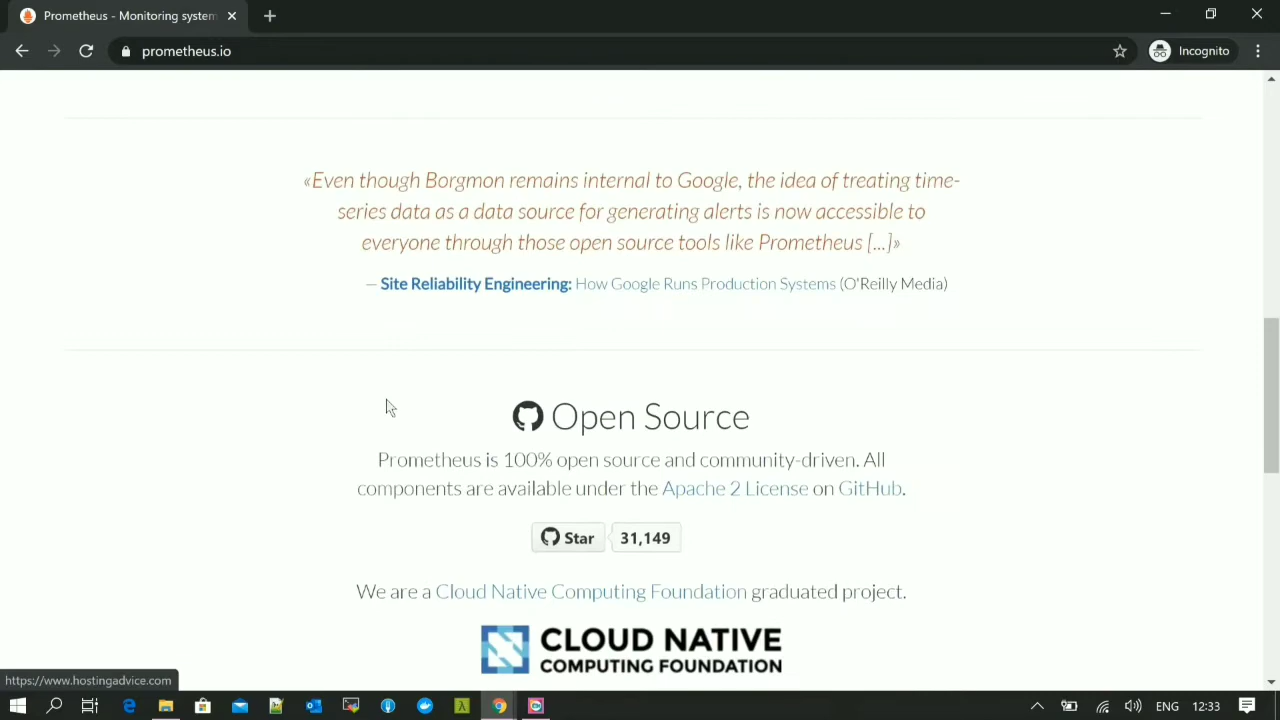 Prometheus - Monitoring system
prometheus.io
Incognito
«Even though Borgmon remains internal to Google, the idea of treating time-
series data as a data source for generating alerts is now accessible to
everyone through those open source tools like Prometheus [...]»
— Site Reliability Engineering: How Google Runs Production Systems (O'Reilly Media)
Open Source
Prometheus is 100% open source and community-driven. All
components are available under the Apache 2 License on GitHub.
Star 31,149
We are a Cloud Native Computing Foundation graduated project.
CLOUD NATIVE
COMPUTING FOUNDATION
https://www.hostingadvice.com
ENG 12:33